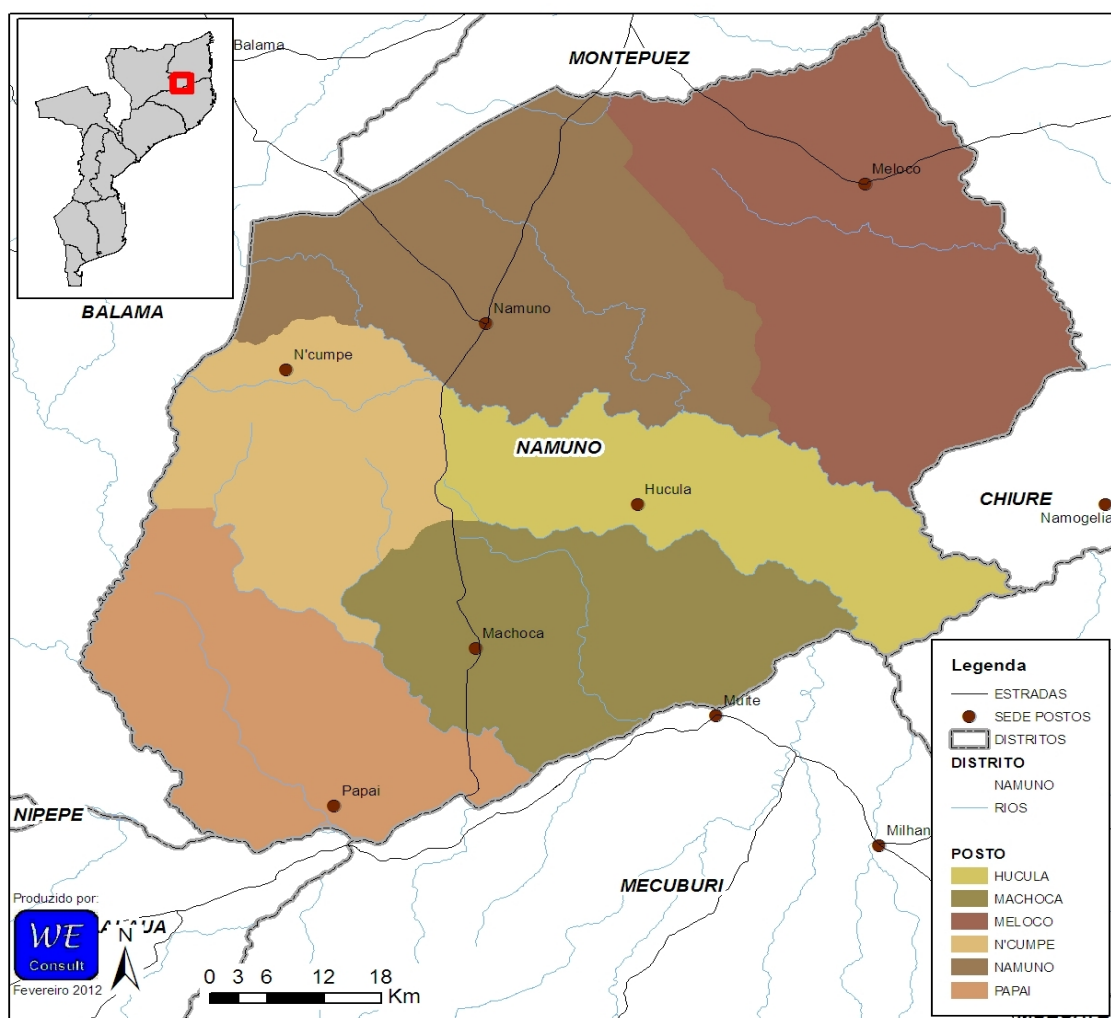 Balama
MONTEPUEZ
Meloco
BALAMA
Namuno
N'cumpe
NAMUNO
Hucula
CHIURE
Namogelia
Machoca
Muite
Papai
NIPEPE
Milhan
MECUBURI
Produzido por:
WE
Consult
Fevereiro 2012
N
0 3 6 12 18
Km
Legenda
ESTRADAS
SEDE POSTOS
DISTRITOS
DISTRITO
NAMUNO
RIOS
POSTO
HUCULA
MACHOCA
MELOCO
N'CUMPE
NAMUNO
PAPAI